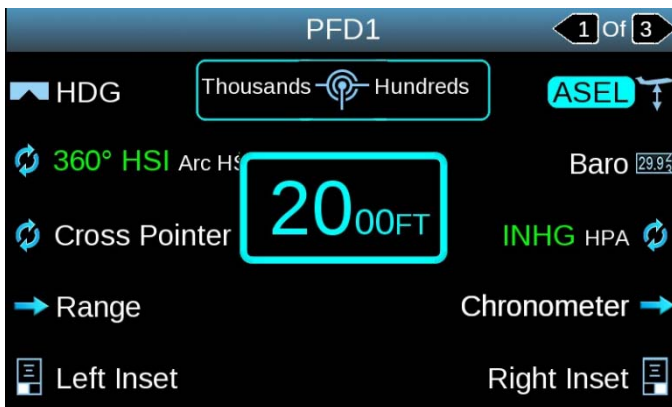 PFD1 1 Of 3
HDG Thousands Hundreds ASEL
360° HSI Arc Baro
2000FT
Cross Pointer INHG HPA
Range Chronometer
Left Inset Right Inset